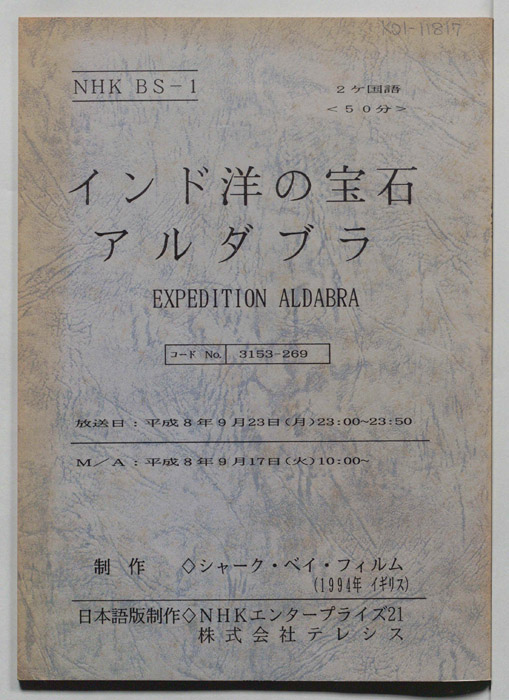 K01-11817
NHK BS-1
2ヶ国語
<50分>
インド洋の宝石
アルダブラ
EXPEDITION ALDABRA
コード No. 3153-269
放送日：平成8年9月23日(月)23:00~23:50
M／A：平成8年9月17日(火)10:00~
制作 ◇シャーク・ベイ・フィルム
(1994年 イギリス)
日本語版制作◇NHKエンタープライズ21
株式会社テレシス